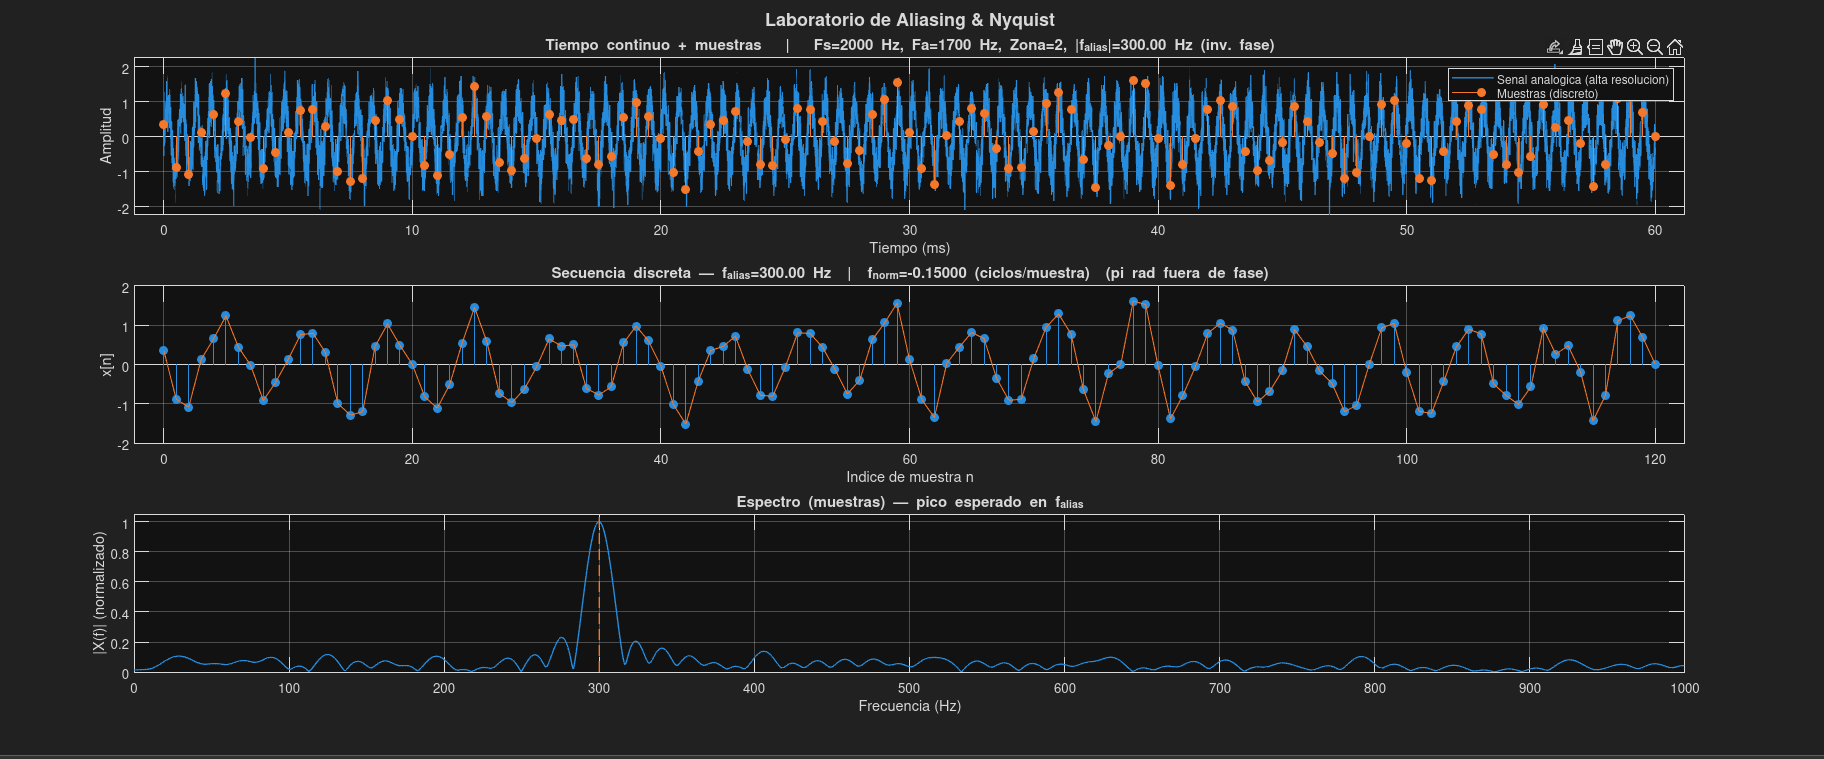 Laboratorio de Aliasing & Nyquist
Tiempo continuo + muestras | Fs=2000 Hz, Fa=1700 Hz, Zona=2, |falias|=300.00 Hz (inv. fase)
Senal analogica (alta resolucion)
Muestras (discreto)
Amplitud
2
1
0
-1
-2
0 10 20 30 40 50 60
Tiempo (ms)
Secuencia discreta — falias=300.00 Hz | fnorm=-0.15000 (ciclos/muestra) (pi rad fuera de fase)
x[n]
2
1
0
-1
-2
0 20 40 60 80 100 120
Indice de muestra n
Espectro (muestras) — pico esperado en falias
|X(f)| (normalizado)
1
0.8
0.6
0.4
0.2
0
0 100 200 300 400 500 600 700 800 900 1000
Frecuencia (Hz)